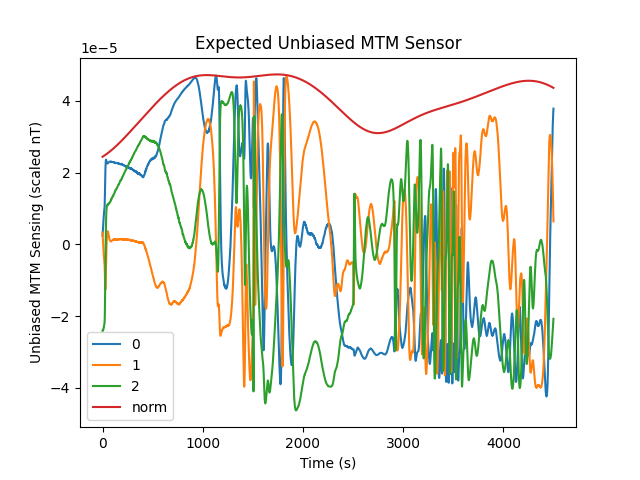 Expected Unbiased MTM Sensor
1e−5
Unbiased MTM Sensing (scaled nT)
4
2
0
−2
−4
0
1
2
norm
0 1000 2000 3000 4000
Time (s)